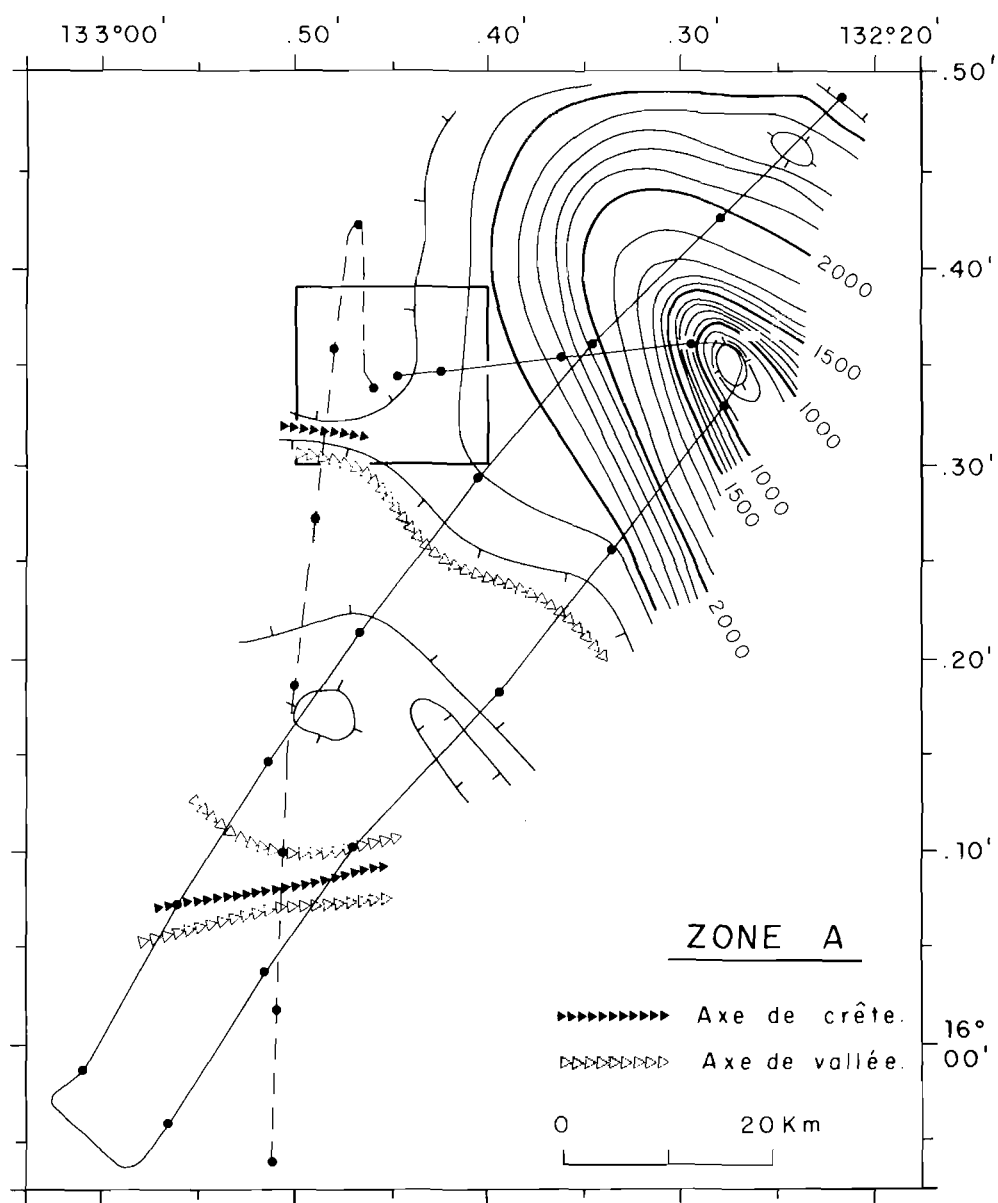 133°00' .50' .40' .30' 132°20'
.50'
.40'
2000
1500
1000
.30'
1000
1500
2000
.20'
.10'
ZONE A
Axe de crête.
16°
00'
Axe de vallée.
0 20 Km